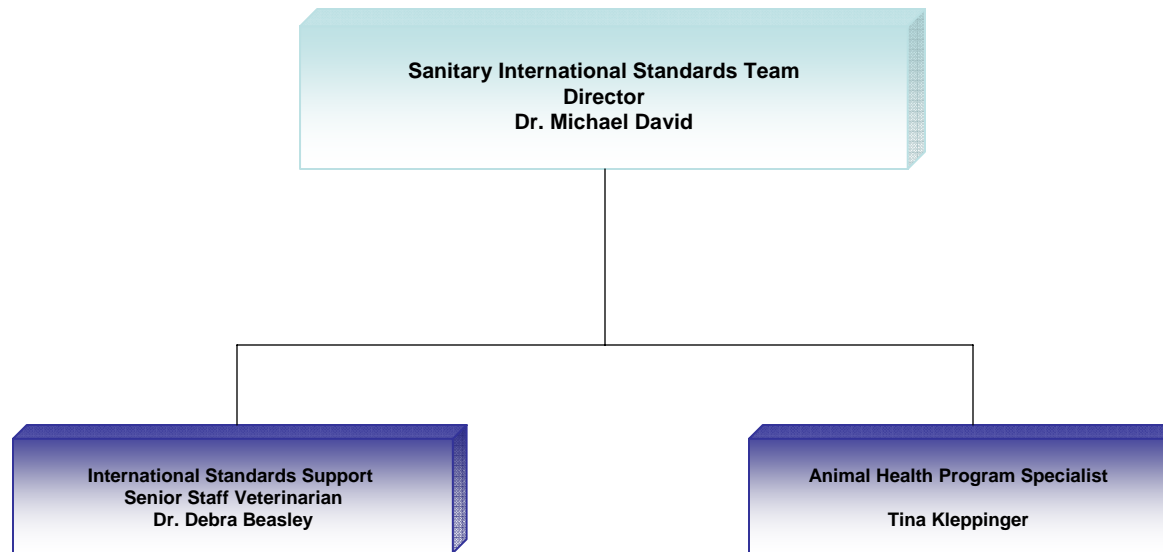 Sanitary International Standards Team
Director
Dr. Michael David
International Standards Support
Senior Staff Veterinarian
Dr. Debra Beasley
Animal Health Program Specialist
Tina Kleppinger